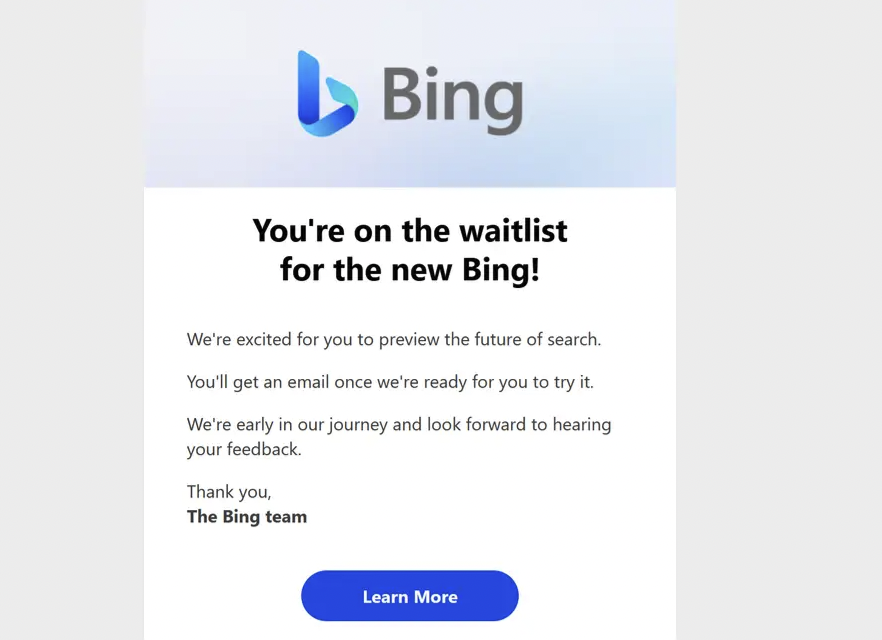 Bing
You're on the waitlist
for the new Bing!
We're excited for you to preview the future of search.
You'll get an email once we're ready for you to try it.
We're early in our journey and look forward to hearing
your feedback.
Thank you,
The Bing team
Learn More